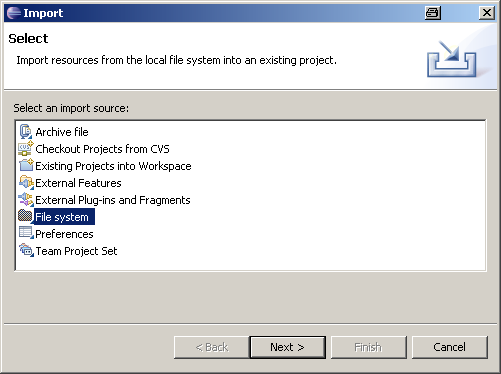 Import
Select
Import resources from the local file system into an existing project.
Select an import source:
Archive file
Checkout Projects from CVS
Existing Projects into Workspace
External Features
External Plug-ins and Fragments
File system
Preferences
Team Project Set
< Back
Next >
Finish
Cancel